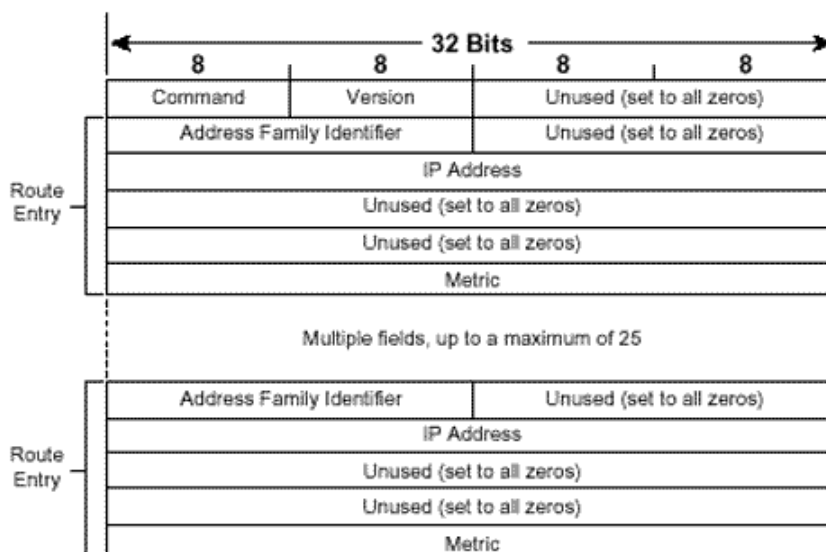 32 Bits
8 8 8 8
Command Version Unused (set to all zeros)
Address Family Identifier Unused (set to all zeros)
IP Address
Route
Entry
Unused (set to all zeros)
Unused (set to all zeros)
Metric
Multiple fields, up to a maximum of 25
Address Family Identifier Unused (set to all zeros)
IP Address
Route
Entry
Unused (set to all zeros)
Unused (set to all zeros)
Metric